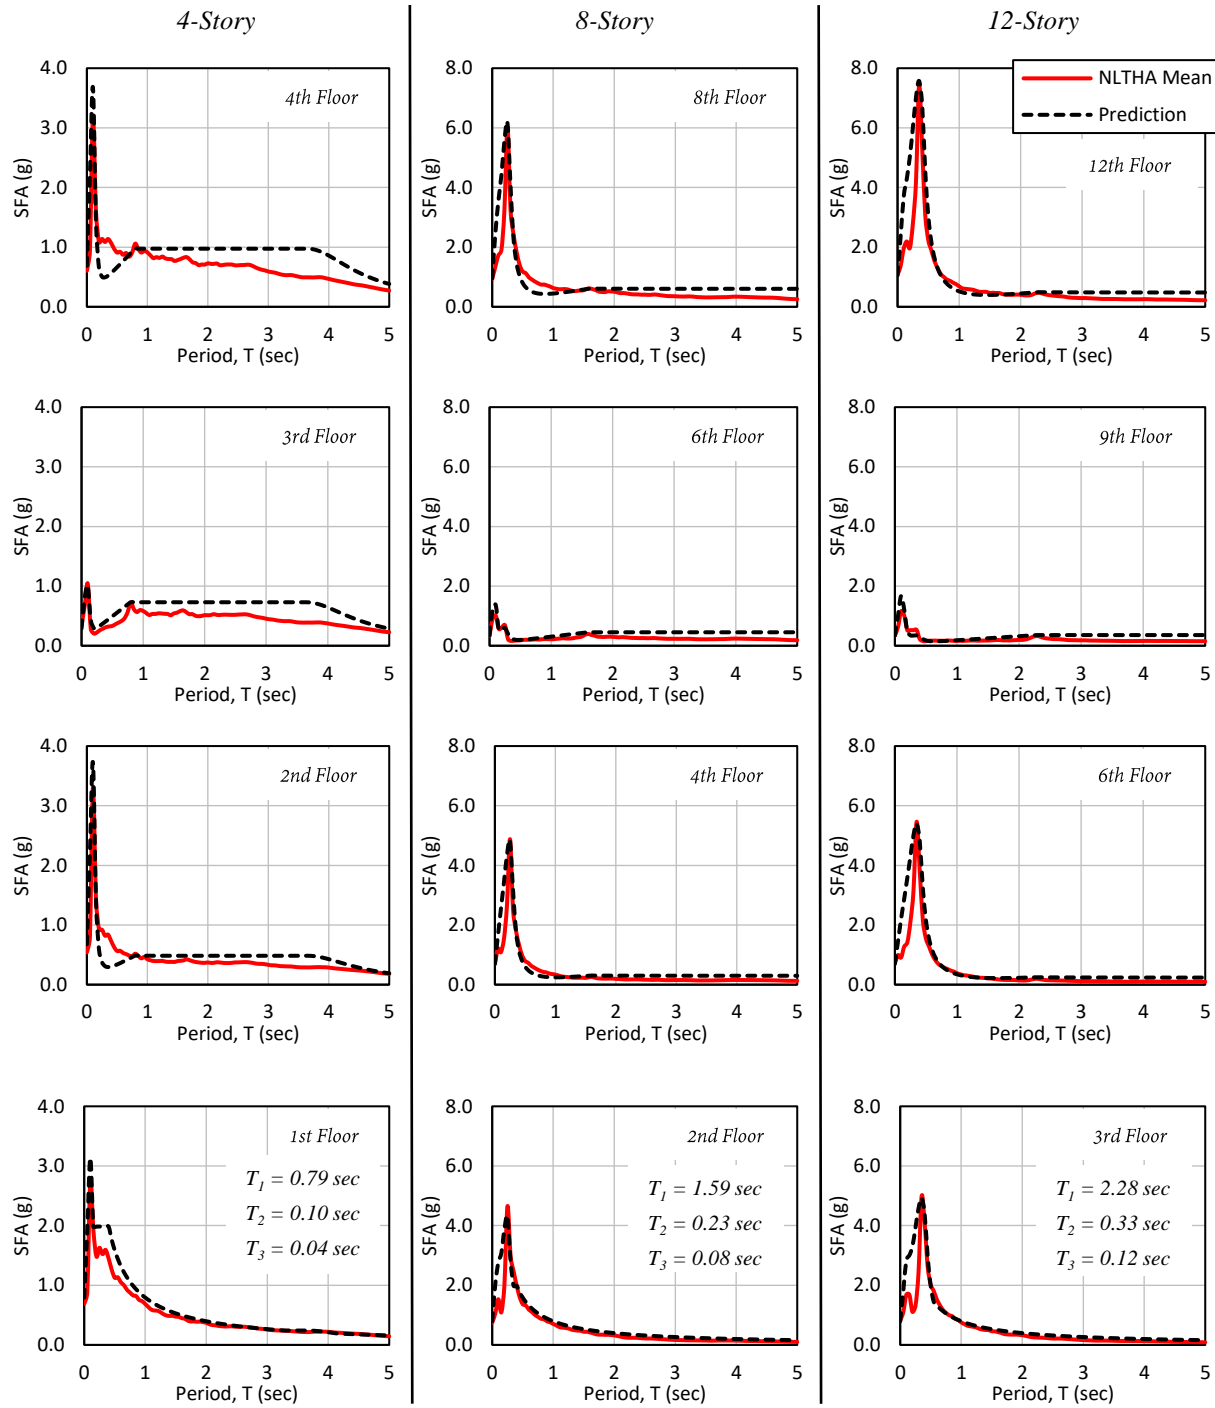 4-Story
8-Story
12-Story
NLTHA Mean
Prediction
4.0
3.0
2.0
1.0
0.0
SFA (g)
4th Floor
0 1 2 3 4 5
Period, T (sec)
8.0
6.0
4.0
2.0
0.0
SFA (g)
8th Floor
0 1 2 3 4 5
Period, T (sec)
8.0
6.0
4.0
2.0
0.0
SFA (g)
12th Floor
0 1 2 3 4 5
Period, T (sec)
4.0
3.0
2.0
1.0
0.0
SFA (g)
3rd Floor
0 1 2 3 4 5
Period, T (sec)
8.0
6.0
4.0
2.0
0.0
SFA (g)
6th Floor
0 1 2 3 4 5
Period, T (sec)
8.0
6.0
4.0
2.0
0.0
SFA (g)
9th Floor
0 1 2 3 4 5
Period, T (sec)
4.0
3.0
2.0
1.0
0.0
SFA (g)
2nd Floor
0 1 2 3 4 5
Period, T (sec)
8.0
6.0
4.0
2.0
0.0
SFA (g)
4th Floor
0 1 2 3 4 5
Period, T (sec)
8.0
6.0
4.0
2.0
0.0
SFA (g)
6th Floor
0 1 2 3 4 5
Period, T (sec)
4.0
3.0
2.0
1.0
0.0
SFA (g)
1st Floor
T1 = 0.79 sec
T2 = 0.10 sec
T3 = 0.04 sec
0 1 2 3 4 5
Period, T (sec)
8.0
6.0
4.0
2.0
0.0
SFA (g)
2nd Floor
T1 = 1.59 sec
T2 = 0.23 sec
T3 = 0.08 sec
0 1 2 3 4 5
Period, T (sec)
8.0
6.0
4.0
2.0
0.0
SFA (g)
3rd Floor
T1 = 2.28 sec
T2 = 0.33 sec
T3 = 0.12 sec
0 1 2 3 4 5
Period, T (sec)